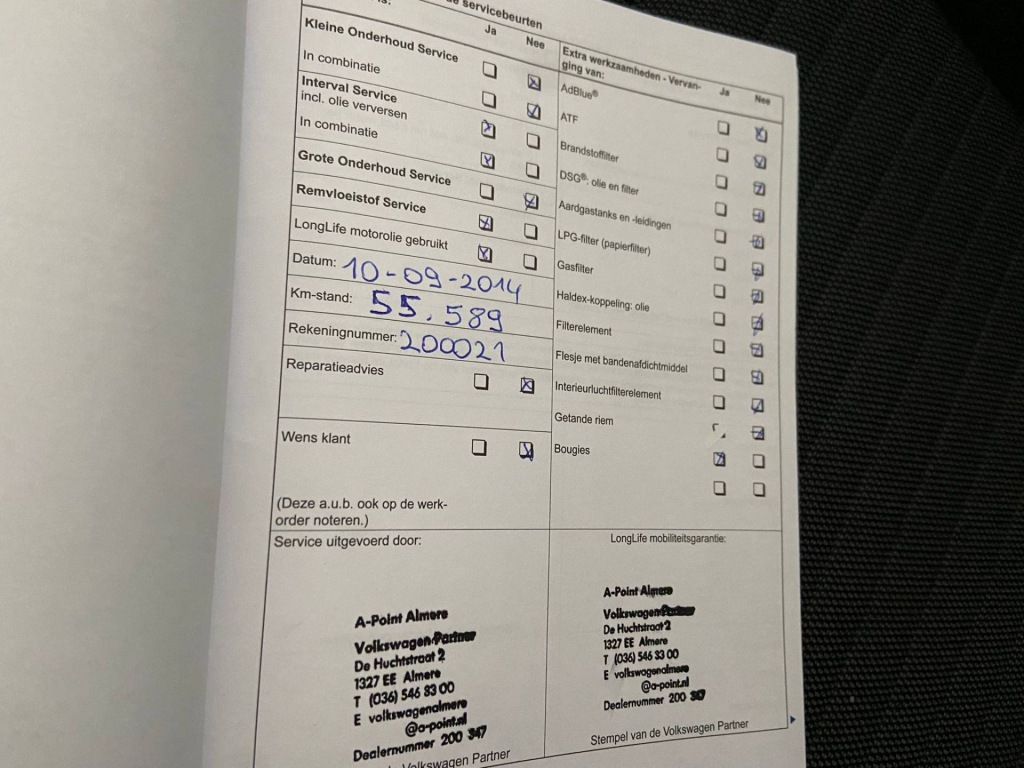 servicebeurten
Ja Nee
Kleine Onderhoud Service
In combinatie
Interval Service
incl. olie verversen
In combinatie
Grote Onderhoud Service
Remvloeistof Service
LongLife motorolie gebruikt
Datum: 10-09-2014
Km-stand: 55.589
Rekeningnummer: 200021
Reparatieadvies
Wens klant
(Deze a.u.b. ook op de werk-
order noteren.)
Extra werkzaamheden - Vervan-
ging van:
Ja Nee
AdBlue®
ATF
Brandstoffilter
DSG®: olie en filter
Aardgastanks en -leidingen
LPG-filter (papierfilter)
Gasfilter
Haldex-koppeling: olie
Filterelement
Flesje met bandenafdichtmiddel
Interieurluchtfilterelement
Getande riem
Bougies
Service uitgevoerd door:
A-Point Almere
Volkswagen Partner
De Huchtstraat 2
1327 EE Almere
T (036) 546 33 00
E volkswagenalmere
@a-point.nl
Dealernummer 200 347
Volkswagen Partner
LongLife mobiliteitsgarantie:
A-Point Almere
Volkswagen Partner
De Huchtstraat 2
1327 EE Almere
T (036) 546 33 00
E volkswagenalmere
@a-point.nl
Dealernummer 200 347
Stempel van de Volkswagen Partner